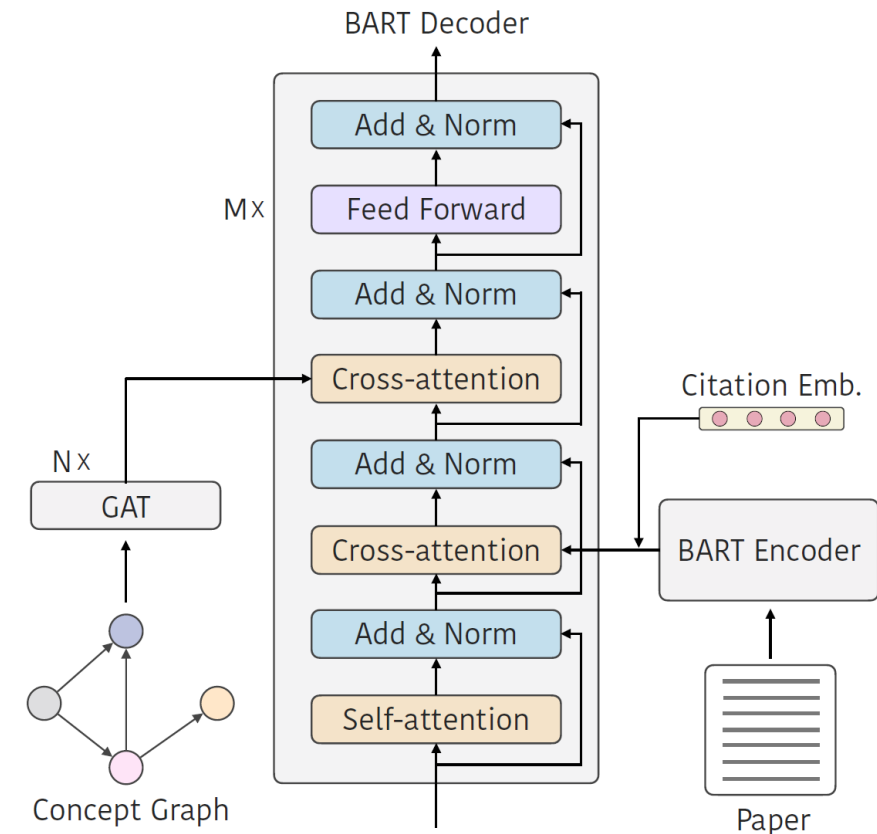 BART Decoder
Add & Norm
M×
Feed Forward
Add & Norm
Cross-attention
Citation Emb.
N×
Add & Norm
GAT
Cross-attention
BART Encoder
Add & Norm
Self-attention
Concept Graph
Paper